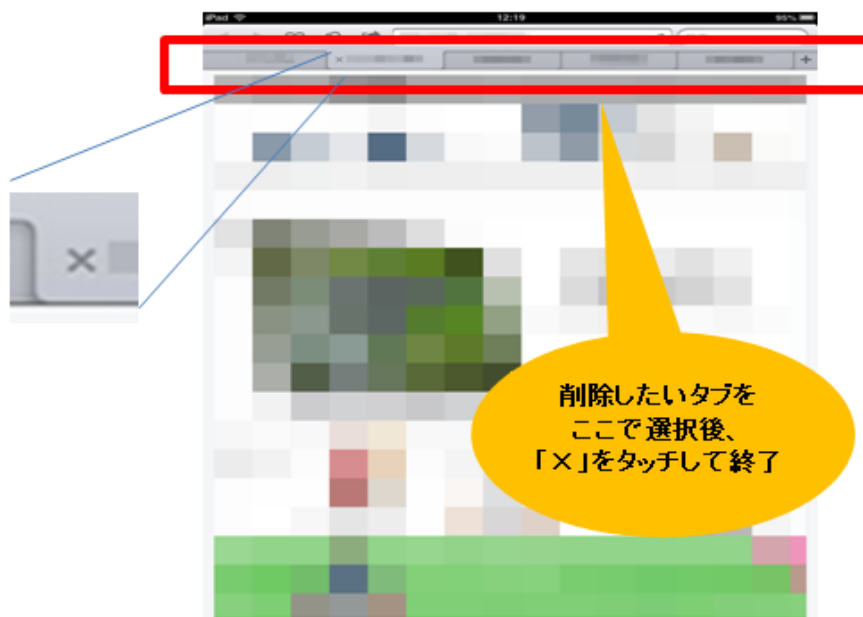 iPad 12:19 95%
×
+
×
削除したいタブを
ここで選択後、
「×」をタッチして終了